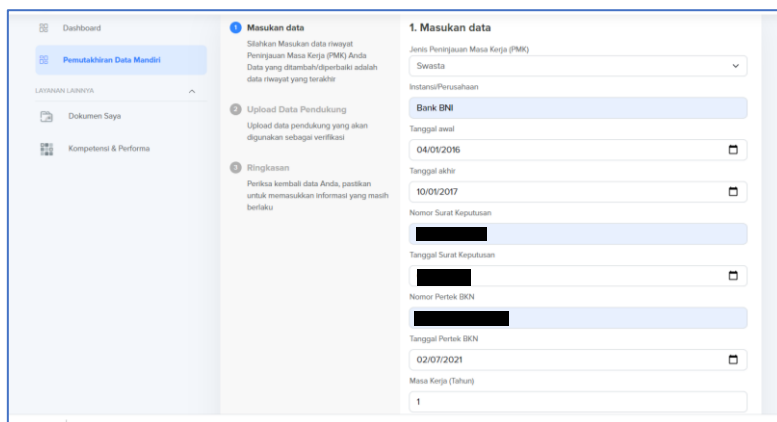 Dashboard
Pemutakhiran Data Mandiri
LAYANAN LAINNYA
Dokumen Saya
Kompetensi & Performa
1 Masukan data
Silahkan Masukan data riwayat
Peninjauan Masa Kerja (PMK) Anda
Data yang ditambah/diperbaiki adalah
data riwayat yang terakhir
2 Upload Data Pendukung
Upload data pendukung yang akan
digunakan sebagai verifikasi
3 Ringkasan
Periksa kembali data Anda, pastikan
untuk memasukkan informasi yang masih
berlaku
1. Masukan data
Jenis Peninjauan Masa Kerja (PMK)
Swasta
Instansi/Perusahaan
Bank BNI
Tanggal awal
04/01/2016
Tanggal akhir
10/01/2017
Nomor Surat Keputusan
Tanggal Surat Keputusan
Nomor Pertek BKN
Tanggal Pertek BKN
02/07/2021
Masa Kerja (Tahun)
1